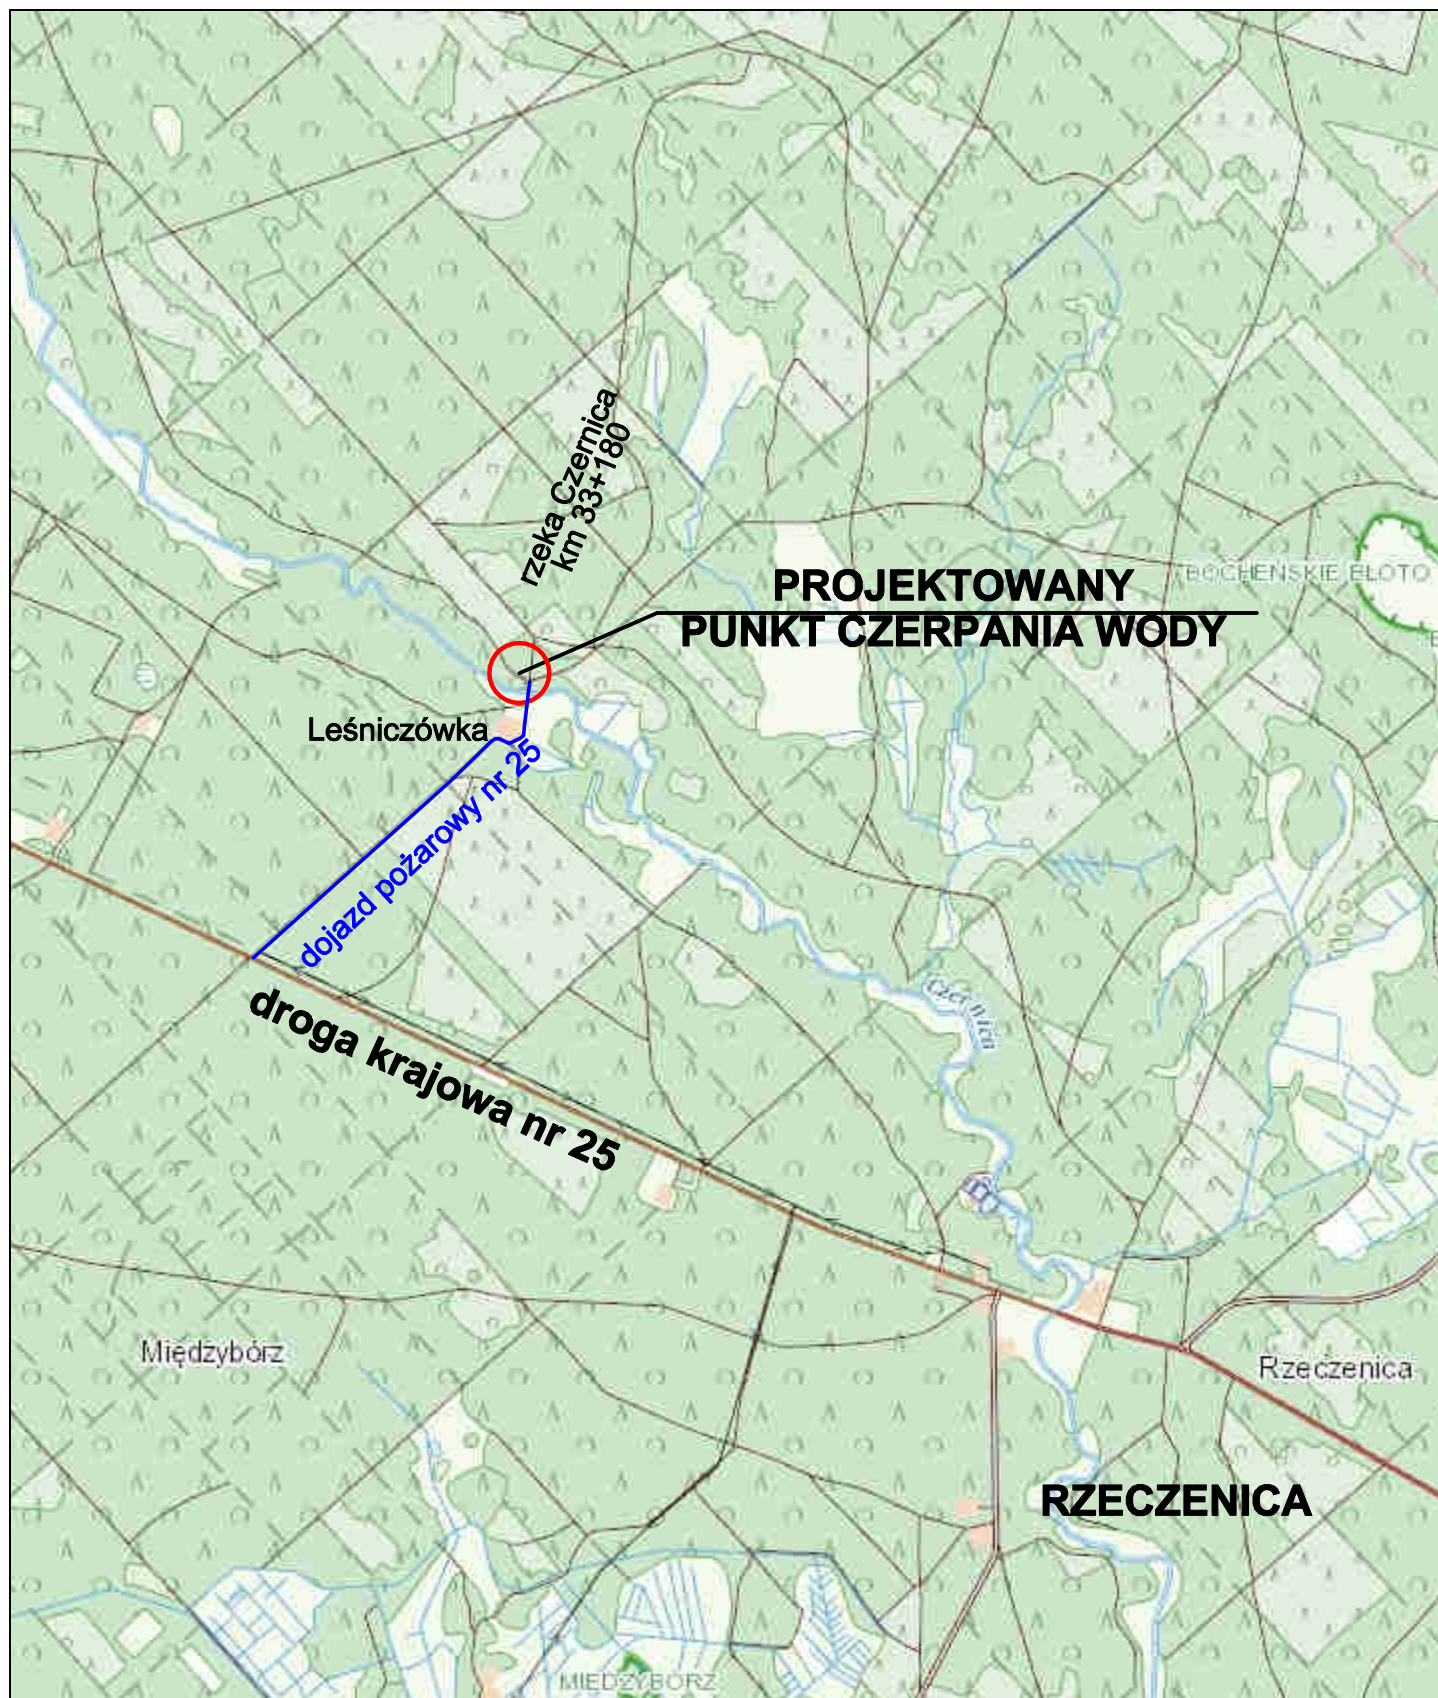 rzeka Czernica
km 33+180
BOCHEŃSKIE BŁOTO
PROJEKTOWANY
PUNKT CZERPANIA WODY
Leśniczówka
dojazd pożarowy nr 25
Czernica
droga krajowa nr 25
Międzybórz
Rzeczenica
RZECZENICA
MIĘDZYBÓRZ